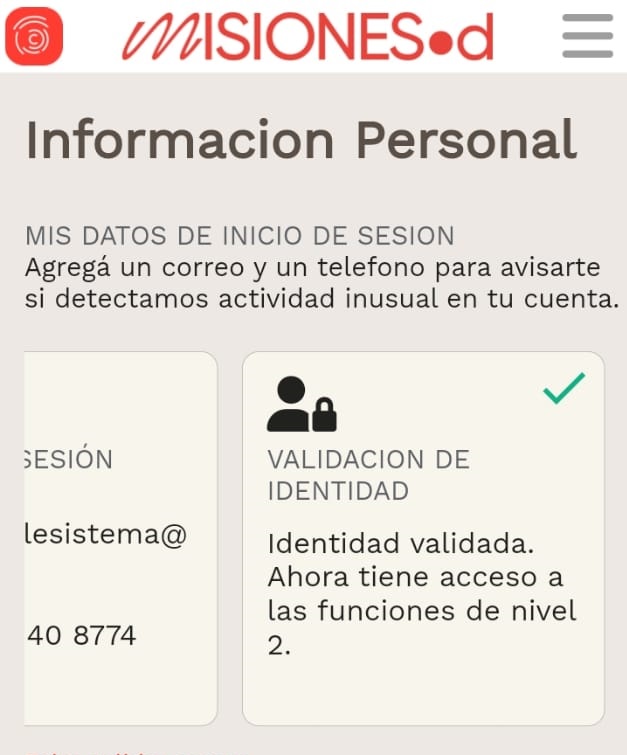 MISIONES●d
Informacion Personal
MIS DATOS DE INICIO DE SESION
Agregá un correo y un telefono para avisarte
si detectamos actividad inusual en tu cuenta.
SESIÓN
lesistema@
40 8774
VALIDACION DE
IDENTIDAD
Identidad validada.
Ahora tiene acceso a
las funciones de nivel
2.